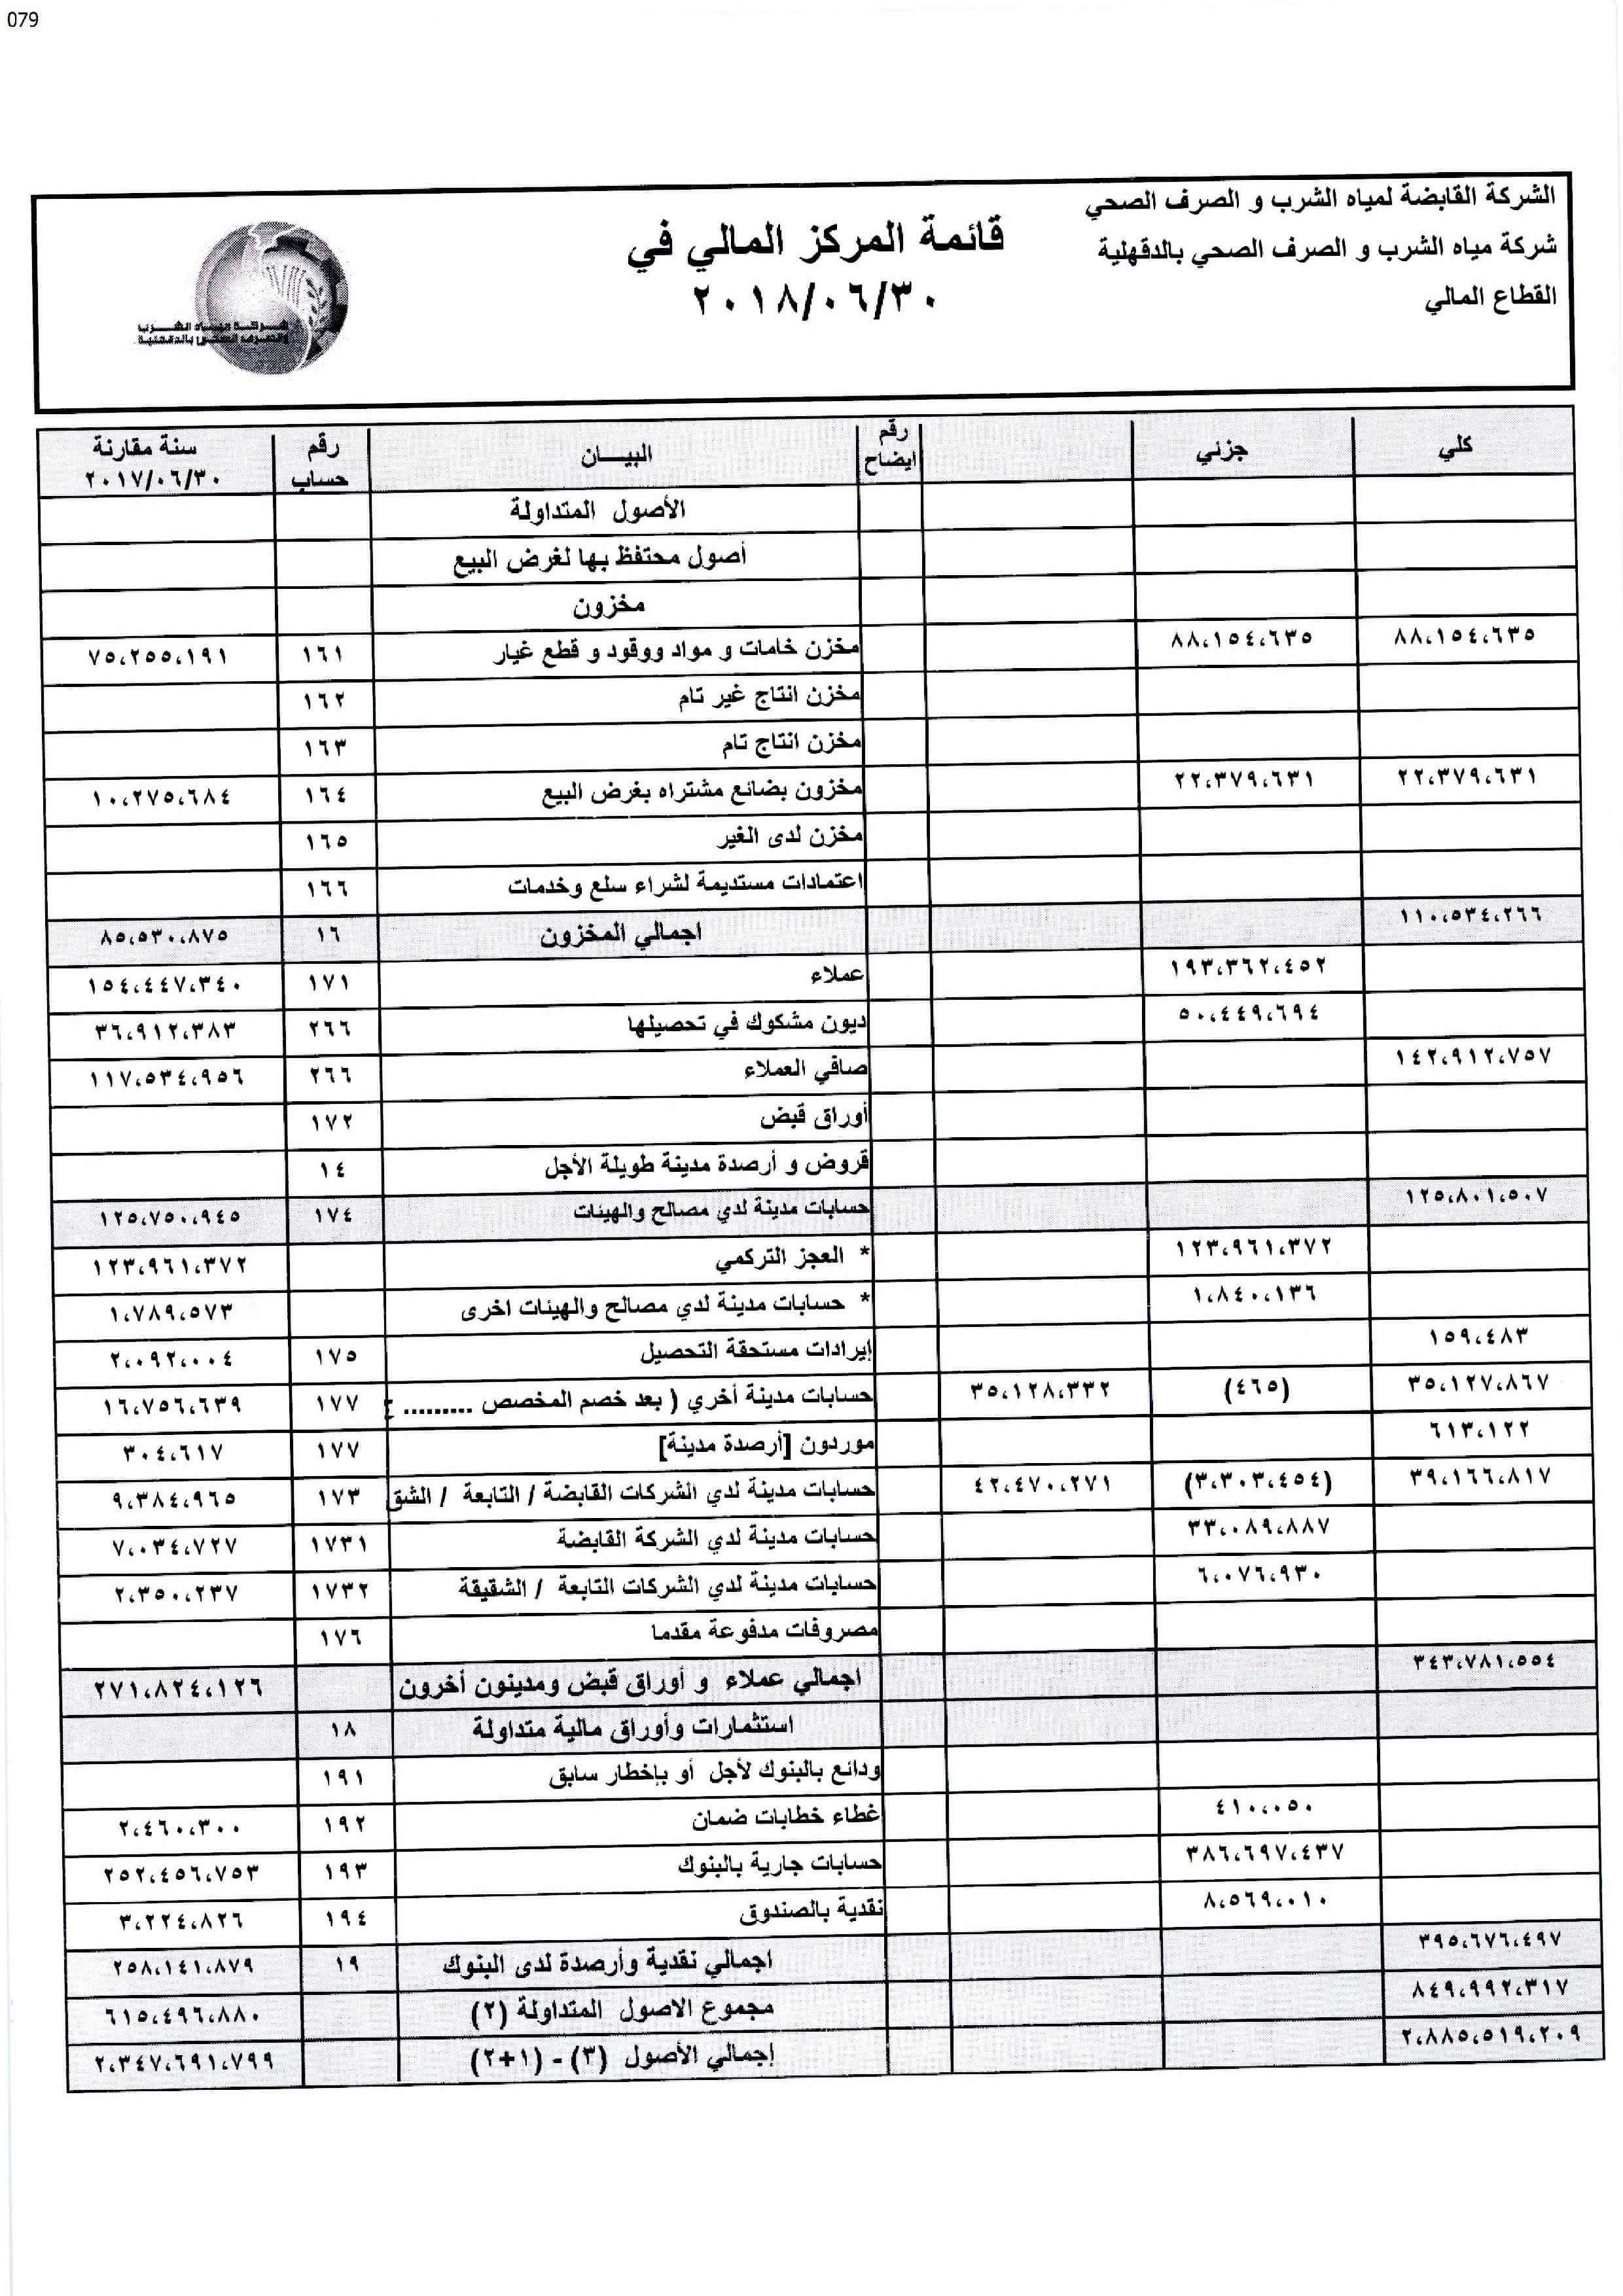 079
الشركة القابضة لمياه الشرب و الصرف الصحي
شركة مياه الشرب و الصرف الصحي بالدقهلية
القطاع المالي
قائمة المركز المالي في
٢٠١٨/٠٦/٣٠
شركة مياه الشرب
والصرف الصحى بالدقهلية
كلي جزئي رقم ايضاح البيـــان رقم حساب سنة مقارنة ٢٠١٧/٠٦/٣٠
الأصول المتداولة
أصول محتفظ بها لغرض البيع
مخزون
٨٨،١٥٤،٦٣٥ ٨٨،١٥٤،٦٣٥ مخزن خامات و مواد ووقود و قطع غيار ١٦١ ٧٥،٢٥٥،١٩١
مخزن انتاج غير تام ١٦٢
مخزن انتاج تام ١٦٣
٢٢،٣٧٩،٦٣١ ٢٢،٣٧٩،٦٣١ مخزون بضائع مشتراه بغرض البيع ١٦٤ ١٠،٢٧٥،٦٨٤
مخزن لدى الغير ١٦٥
اعتمادات مستديمة لشراء سلع وخدمات ١٦٦
١١٠،٥٣٤،٢٦٦ اجمالي المخزون ١٦ ٨٥،٥٣٠،٨٧٥
١٩٣،٣٦٢،٤٥٢ عملاء ١٧١ ١٥٤،٤٤٧،٣٤٠
٥٠،٤٤٩،٦٩٤ ديون مشكوك في تحصيلها ٢٦٦ ٣٦،٩١٢،٣٨٣
١٤٢،٩١٢،٧٥٧ صافي العملاء ٢٦٦ ١١٧،٥٣٤،٩٥٦
أوراق قبض ١٧٢
قروض و أرصدة مدينة طويلة الأجل ١٤
١٢٥،٨٠١،٥٠٧ حسابات مدينة لدي مصالح والهيئات ١٧٤ ١٢٥،٧٥٠،٩٤٥
١٢٣،٩٦١،٣٧٢ * العجز التركمي ١٢٣،٩٦١،٣٧٢
١،٨٤٠،١٣٦ * حسابات مدينة لدي مصالح والهيئات اخرى ١،٧٨٩،٥٧٣
١٥٩،٤٨٣ إيرادات مستحقة التحصيل ١٧٥ ٢،٠٩٢،٠٠٤
٣٥،١٢٧،٨٦٧ (٤٦٥) ٣٥،١٢٨،٣٣٢ حسابات مدينة أخري ( بعد خصم المخصص ......... ١٧٧ ١٦،٧٥٦،٦٣٩
٦١٣،١٢٢ موردون [أرصدة مدينة] ١٧٧ ٣٠٤،٦١٧
٣٩،١٦٦،٨١٧ (٣،٣٠٣،٤٥٤) ٤٢،٤٧٠،٢٧١ حسابات مدينة لدي الشركات القابضة / التابعة / الشق ١٧٣ ٩،٣٨٤،٩٦٥
٣٣،٠٨٩،٨٨٧ حسابات مدينة لدي الشركة القابضة ١٧٣١ ٧،٠٣٤،٧٢٧
٦،٠٧٦،٩٣٠ حسابات مدينة لدي الشركات التابعة / الشقيقة ١٧٣٢ ٢،٣٥٠،٢٣٧
مصروفات مدفوعة مقدما ١٧٦
٣٤٣،٧٨١،٥٥٤ اجمالي عملاء و أوراق قبض ومدينون أخرون ٢٧١،٨٢٤،١٢٦
استثمارات وأوراق مالية متداولة ١٨
ودائع بالبنوك لأجل أو بإخطار سابق ١٩١
٤١٠،٠٥٠ غطاء خطابات ضمان ١٩٢ ٢،٤٦٠،٣٠٠
٣٨٦،٦٩٧،٤٣٧ حسابات جارية بالبنوك ١٩٣ ٢٥٢،٤٥٦،٧٥٣
٨،٥٦٩،٠١٠ نقدية بالصندوق ١٩٤ ٣،٢٢٤،٨٢٦
٣٩٥،٦٧٦،٤٩٧ اجمالي نقدية وأرصدة لدى البنوك ١٩ ٢٥٨،١٤١،٨٧٩
٨٤٩،٩٩٢،٣١٧ مجموع الاصول المتداولة (٢) ٦١٥،٤٩٦،٨٨٠
٢،٨٨٥،٥١٩،٢٠٩ إجمالي الأصول (٣) - (١+٢) ٢،٣٤٧،٦٩١،٧٩٩